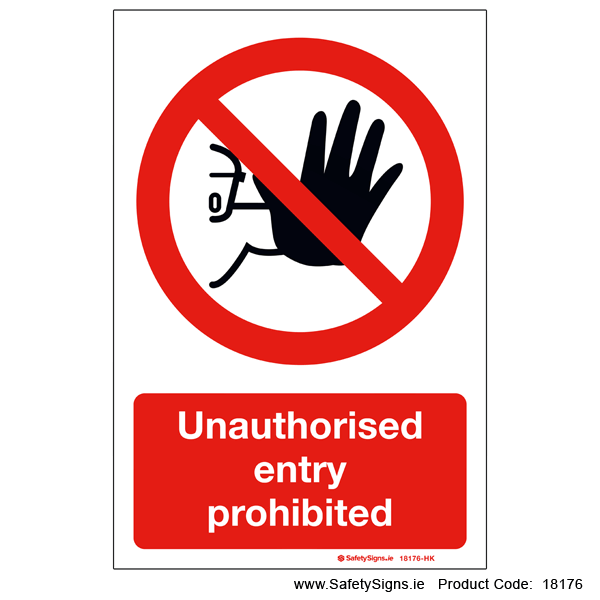 Unauthorised
entry
prohibited
SafetySigns.ie 18176-HK
www.SafetySigns.ie Product Code: 18176